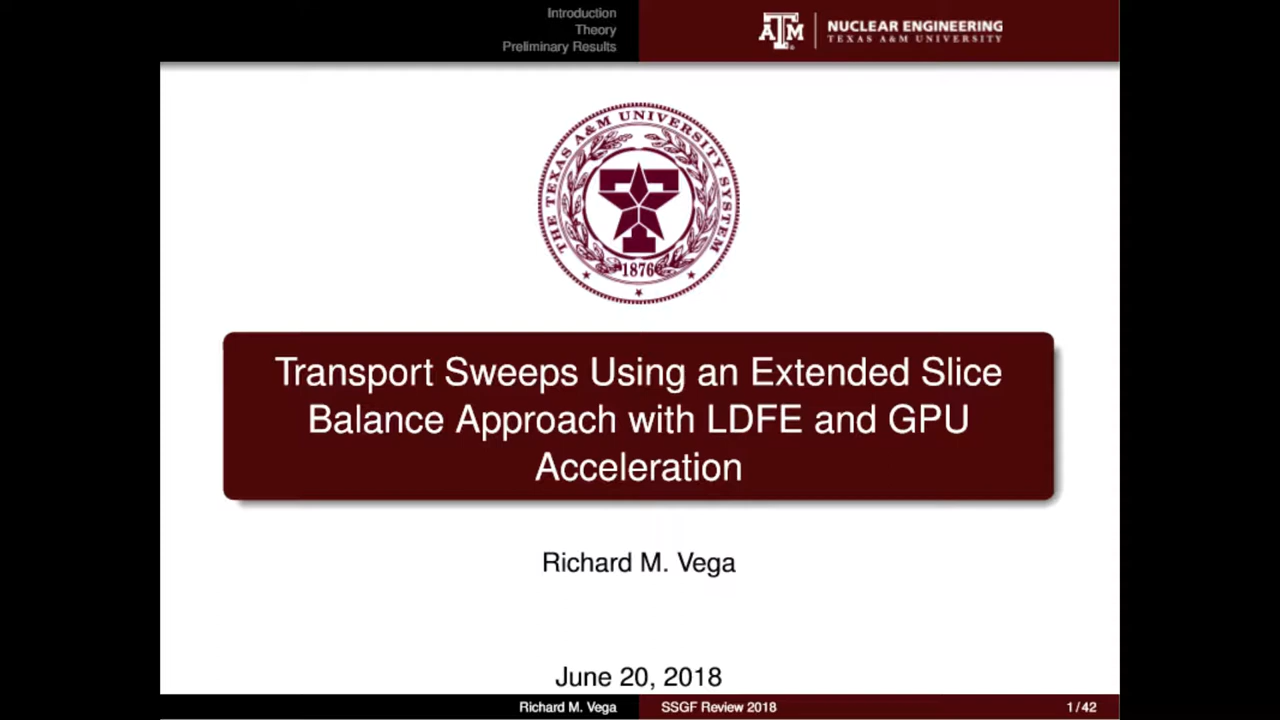 Introduction
Theory
Preliminary Results
ATM
NUCLEAR ENGINEERING
TEXAS A&M UNIVERSITY
THE TEXAS A&M UNIVERSITY SYSTEM
T
1876
Transport Sweeps Using an Extended Slice
Balance Approach with LDFE and GPU
Acceleration
Richard M. Vega
June 20, 2018
Richard M. Vega
SSGF Review 2018
1 / 42